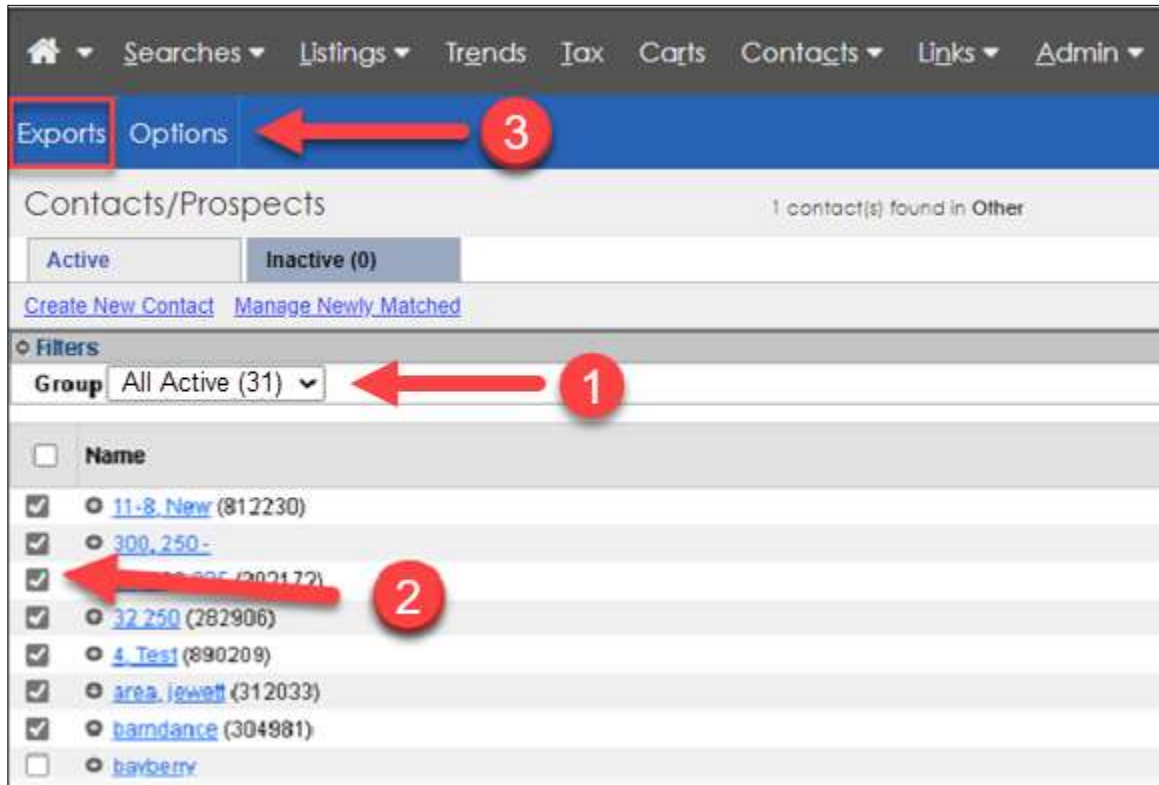 Searches Listings Trends Tax Carts Contacts Links Admin
Exports Options 3
Contacts/Prospects 1 contact(s) found in Other
Active Inactive (0)
Create New Contact Manage Newly Matched
Filters
Group All Active (31) 1
Name
11-8, New (812230)
300, 250-
(302172)
2
32 250 (282906)
4, Test (890209)
area, jewett (312033)
barndance (304981)
bayberry